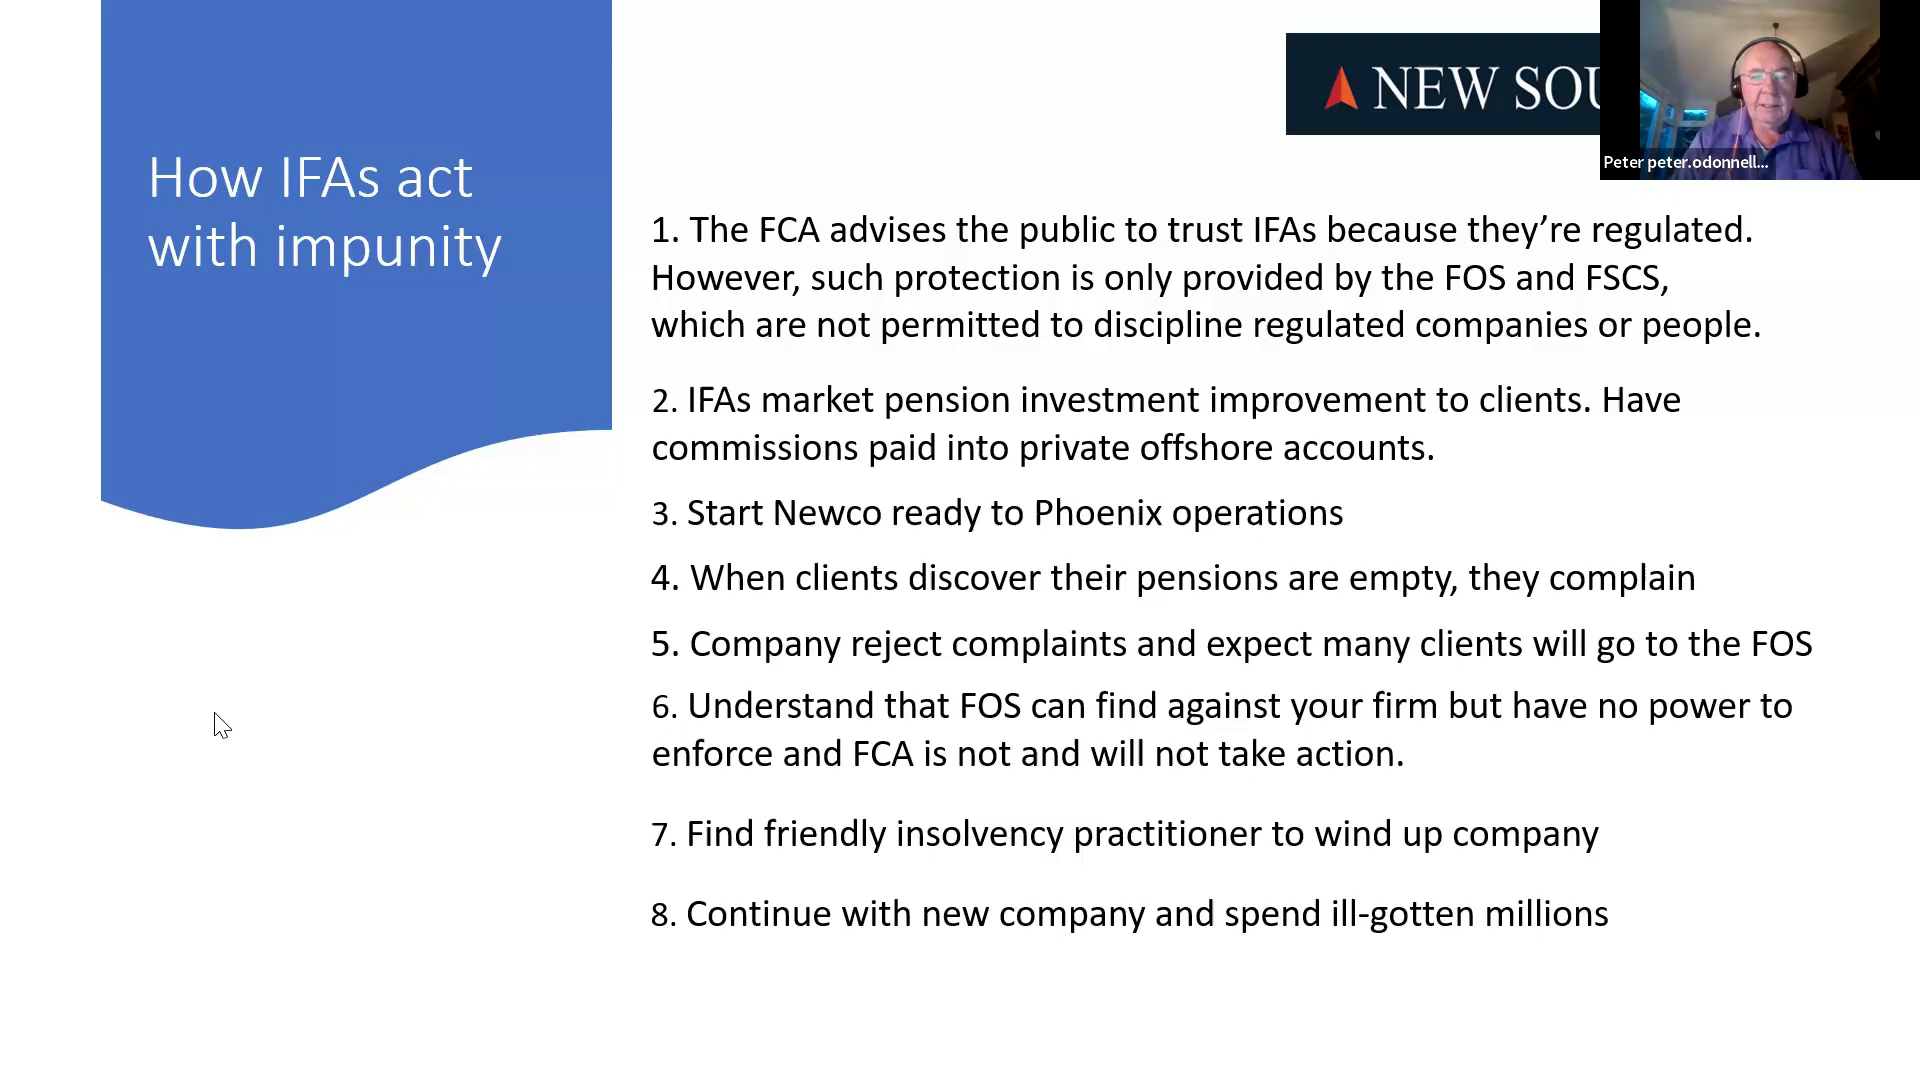 How IFAs act
with impunity
NEW SOU
Peter peter.odonnell...
1. The FCA advises the public to trust IFAs because they’re regulated.
However, such protection is only provided by the FOS and FSCS,
which are not permitted to discipline regulated companies or people.
2. IFAs market pension investment improvement to clients. Have
commissions paid into private offshore accounts.
3. Start Newco ready to Phoenix operations
4. When clients discover their pensions are empty, they complain
5. Company reject complaints and expect many clients will go to the FOS
6. Understand that FOS can find against your firm but have no power to
enforce and FCA is not and will not take action.
7. Find friendly insolvency practitioner to wind up company
8. Continue with new company and spend ill-gotten millions